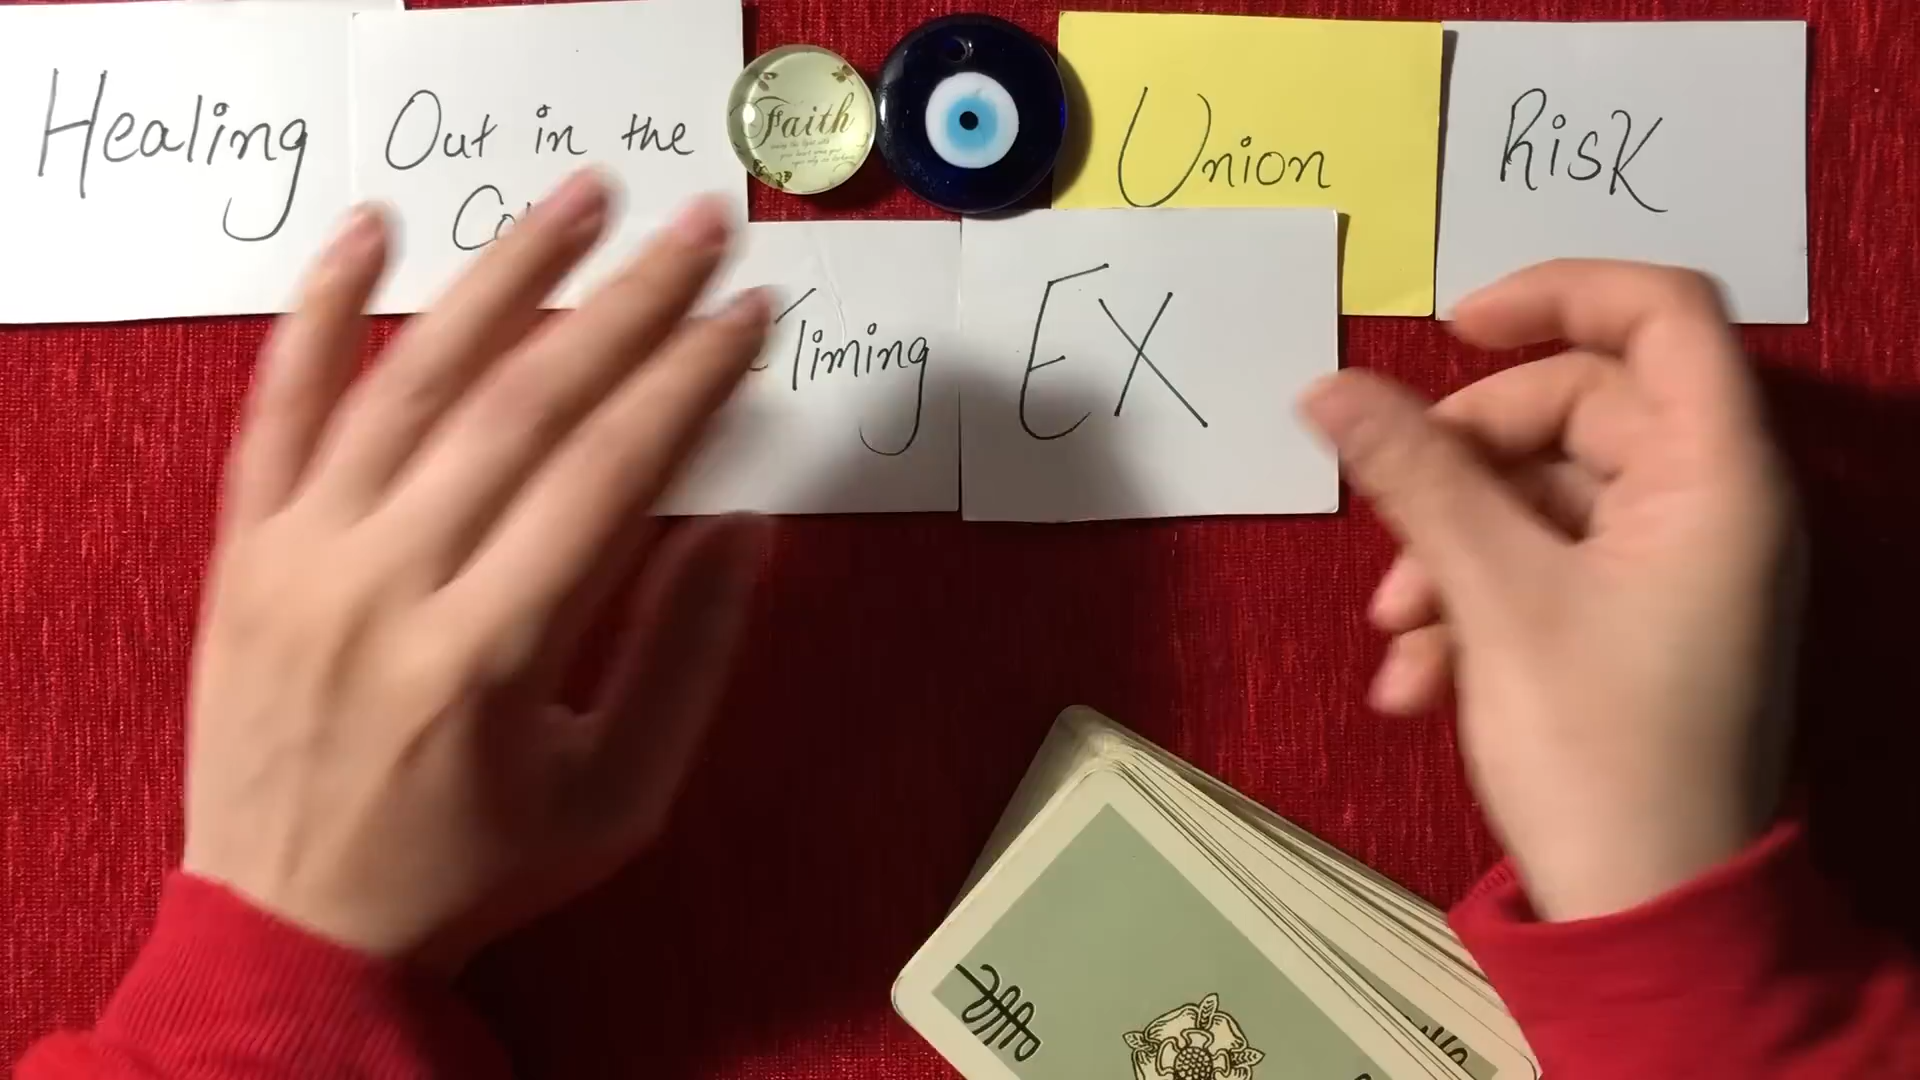 Healing
Out in the
Faith
Union
Risk
Timing
EX